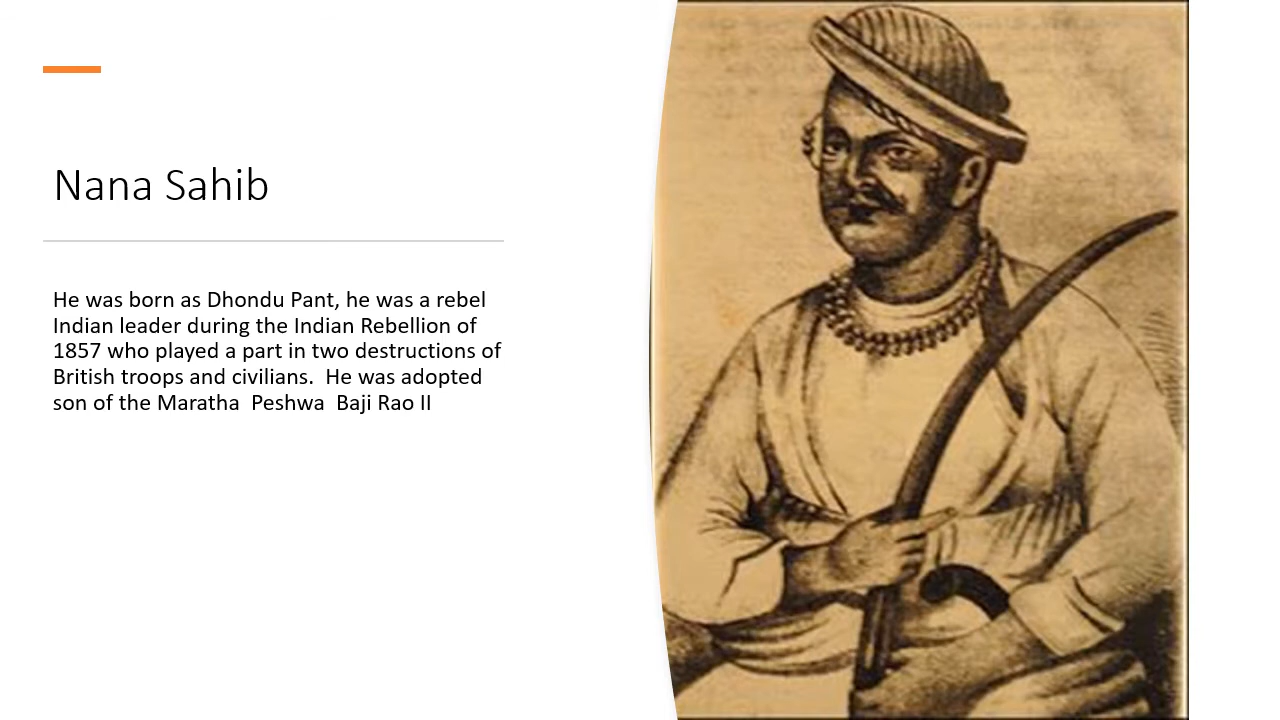 Nana Sahib
He was born as Dhondu Pant, he was a rebel
Indian leader during the Indian Rebellion of
1857 who played a part in two destructions of
British troops and civilians.  He was adopted
son of the Maratha  Peshwa  Baji Rao II